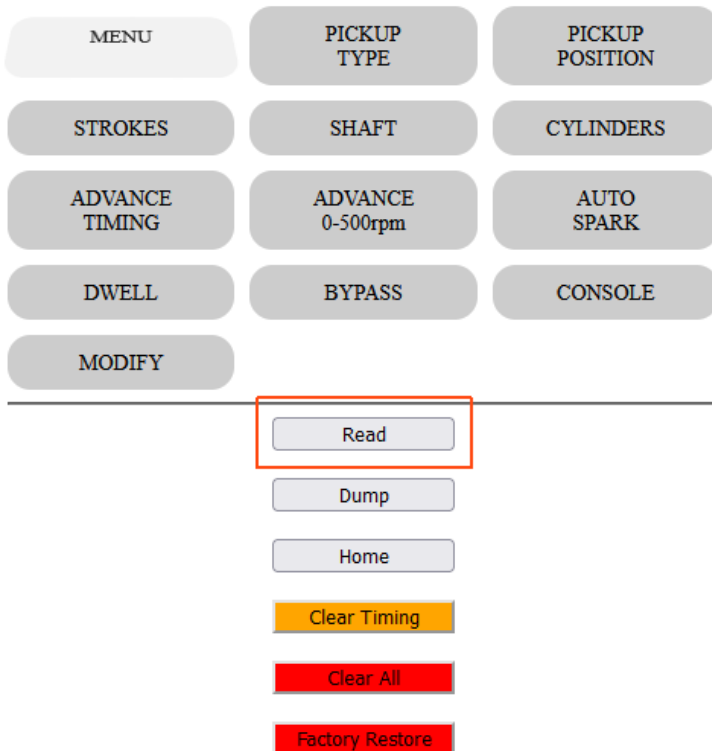 MENU
PICKUP
TYPE
PICKUP
POSITION
STROKES
SHAFT
CYLINDERS
ADVANCE
TIMING
ADVANCE
0-500rpm
AUTO
SPARK
DWELL
BYPASS
CONSOLE
MODIFY
Read
Dump
Home
Clear Timing
Clear All
Factory Restore